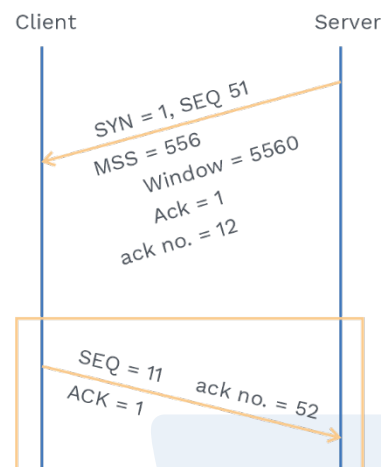 Client
Server
SYN = 1, SEQ 51
MSS = 556
Window = 5560
Ack = 1
ack no. = 12
SEQ = 11
ack no. = 52
ACK = 1